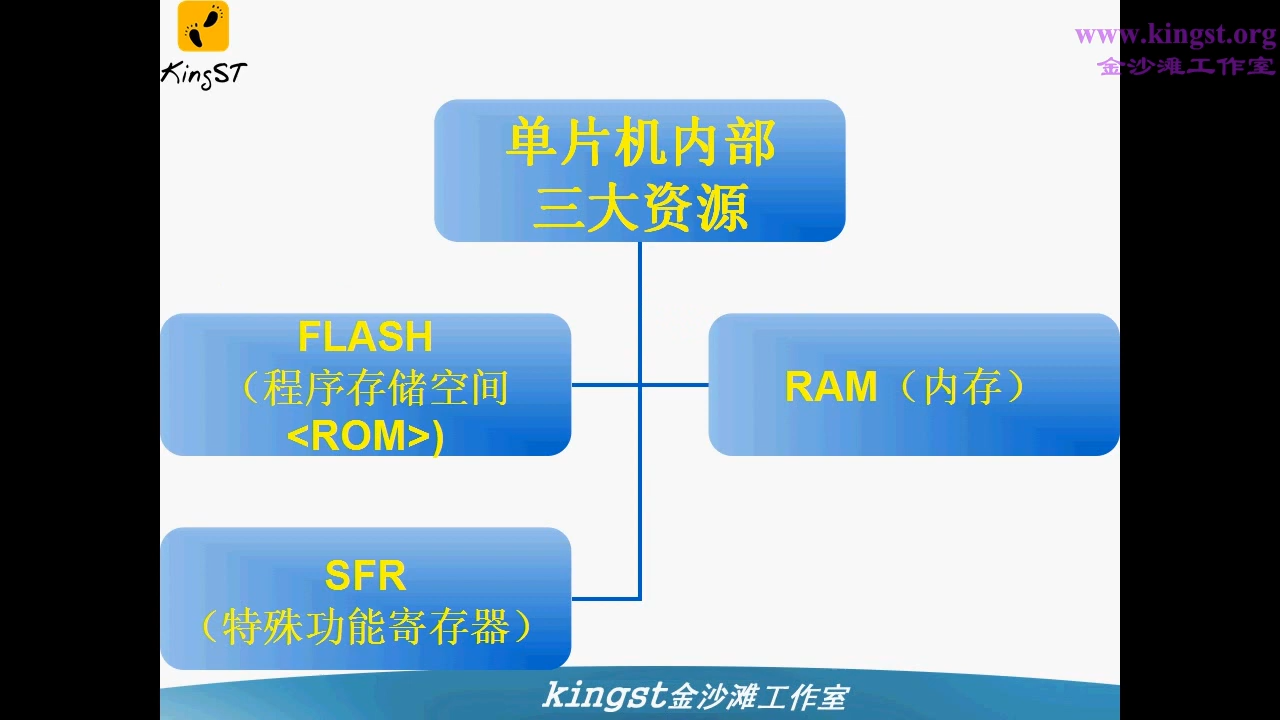 KingST
www.kingst.org
金沙滩工作室
单片机内部
三大资源
FLASH
（程序存储空间
<ROM>)
RAM（内存）
SFR
（特殊功能寄存器）
kingst金沙滩工作室